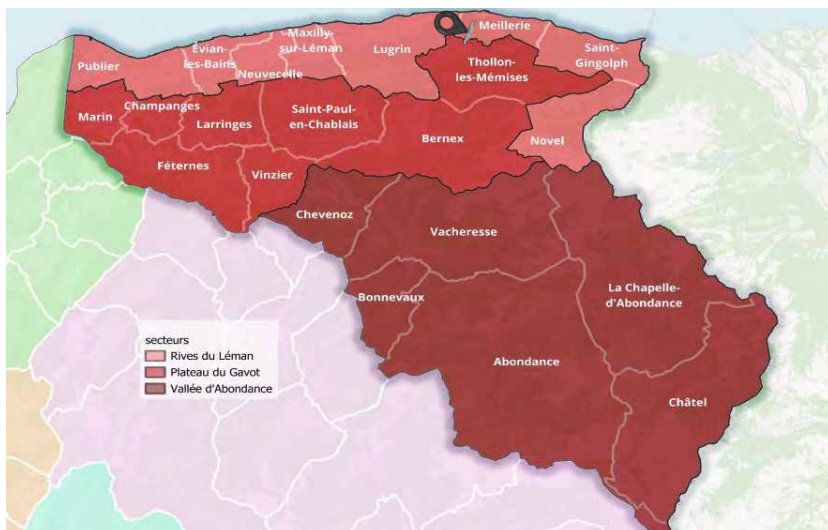 Publier
Évian-
les-Bains
Maxilly-
sur-Léman
Neuvecelle
Lugrin
Meillerie
Saint-
Gingolph
Thollon-
les-Mémises
Marin
Champanges
Larringes
Saint-Paul-
en-Chablais
Bernex
Novel
Féternes
Vinzier
Chevenoz
Vacheresse
Bonnevaux
La Chapelle-
d'Abondance
Abondance
Châtel
secteurs
Rives du Léman
Plateau du Gavot
Vallée d'Abondance